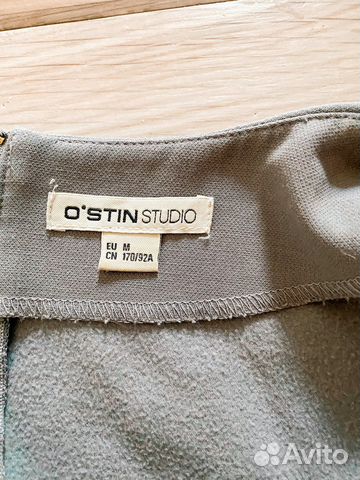 O'STIN STUDIO
EU M
CN 170/92A
Avito